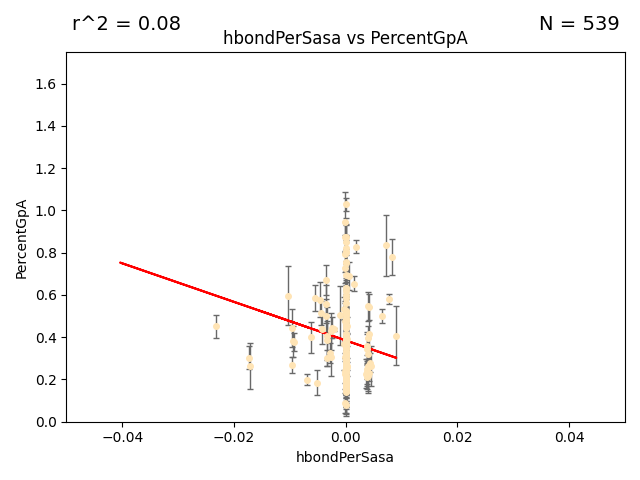 r^2 = 0.08
N = 539
hbondPerSasa vs PercentGpA
PercentGpA
1.6
1.4
1.2
1.0
0.8
0.6
0.4
0.2
0.0
−0.04
−0.02
0.00
0.02
0.04
hbondPerSasa